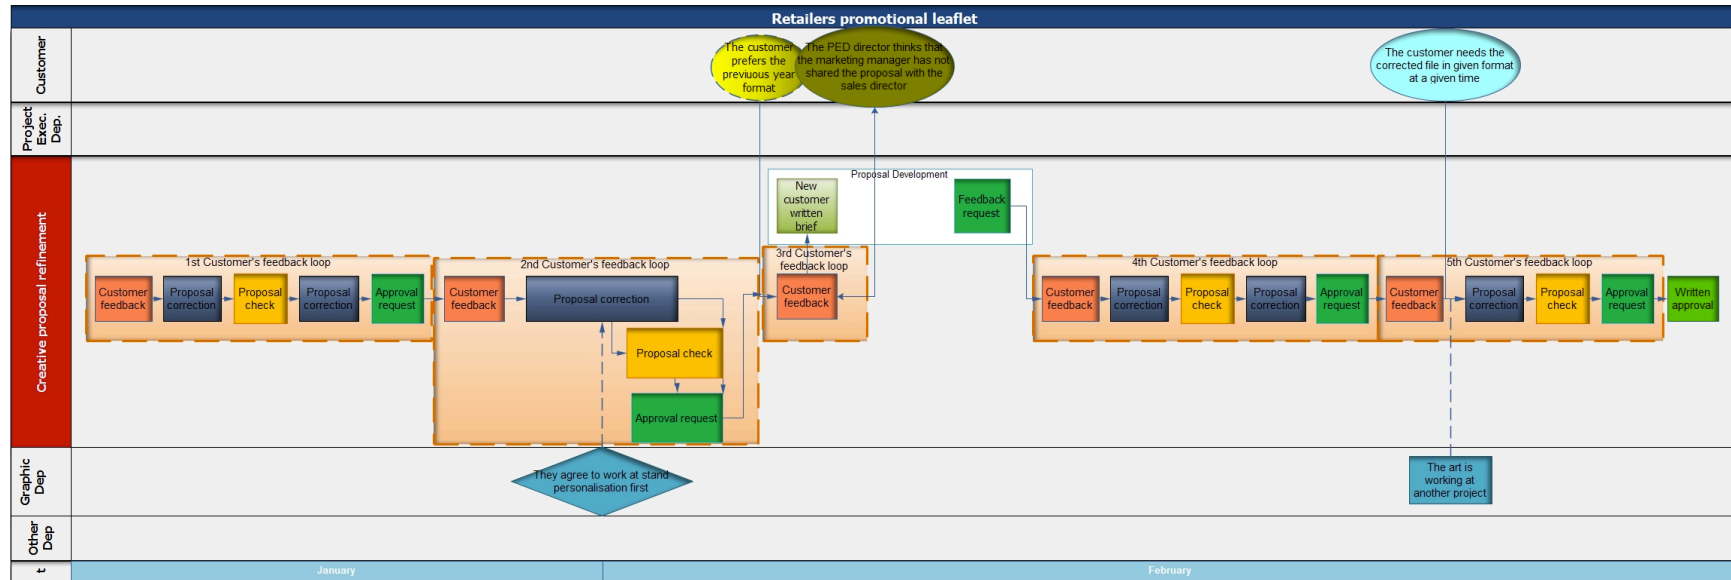 Retailers promotional leaflet
Customer
The customer
prefers the
previuous year
format
The PED director thinks that
the marketing manager has not
shared the proposal with the
sales director
The customer needs the
corrected file in given format
at a given time
Project
Exec.
Dep.
Creative proposal refinement
Proposal Development
New
customer
written
brief
Feedback
request
1st Customer's feedback loop
Customer
feedback
Proposal
correction
Proposal
check
Proposal
correction
Approval
request
2nd Customer's feedback loop
Customer
feedback
Proposal correction
Proposal check
Approval request
3rd Customer's
feedback loop
Customer
feedback
4th Customer's feedback loop
Customer
feedback
Proposal
correction
Proposal
check
Proposal
correction
Approval
request
5th Customer's feedback loop
Customer
feedback
Proposal
correction
Proposal
check
Approval
request
Written
approval
Graphic
Dep
They agree to work at stand
personalisation first
The art is
working at
another project
Other
Dep
t
January
February